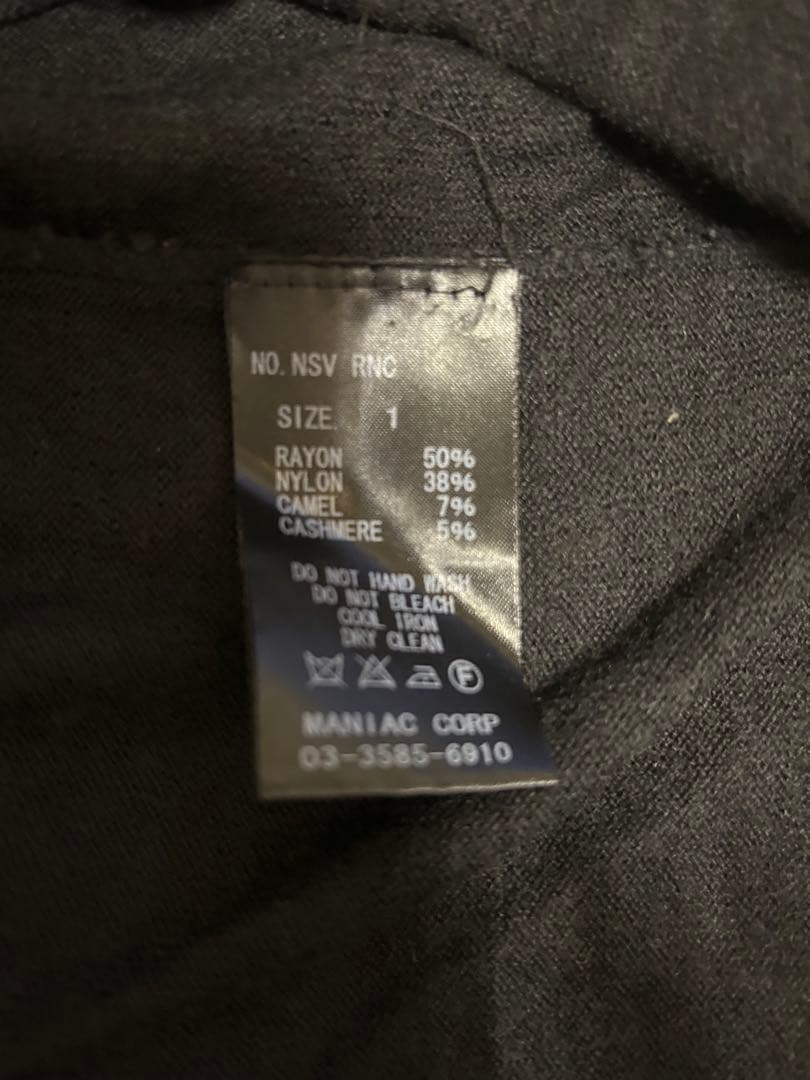 NO. NSV RNC
SIZE. 1
RAYON 50%
NYLON 38%
CAMEL 7%
CASHMERE 5%
DO NOT HAND WASH
DO NOT BLEACH
COOL IRON
DRY CLEAN
F
MANIAC CORP
03-3585-6910